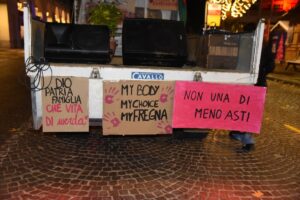 CAVALLO
DIO
PATRIA
FAMIGLIA
CHE VITA
di merda
MY BODY
MY CHOICE
MY FREGNA
NON UNA DI
MENO ASTI